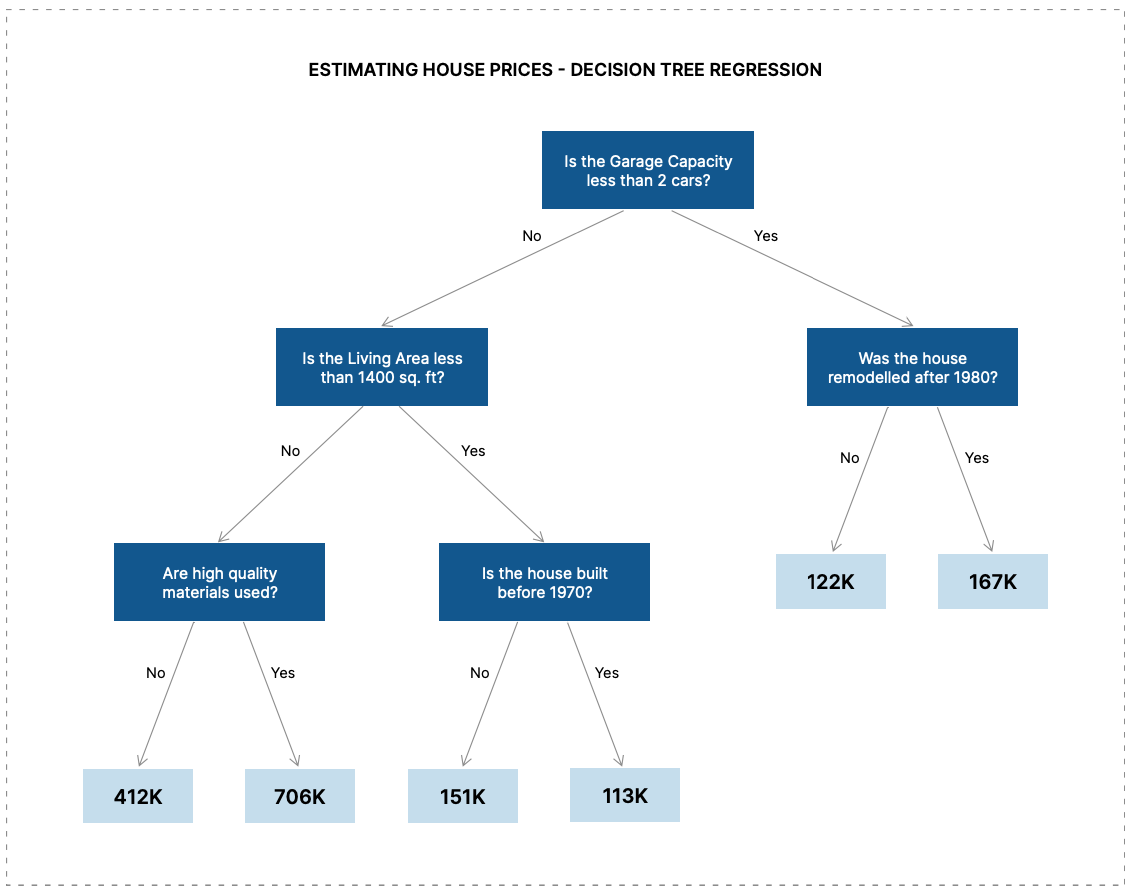 ESTIMATING HOUSE PRICES - DECISION TREE REGRESSION
Is the Garage Capacity
less than 2 cars?
No
Yes
Is the Living Area less
than 1400 sq. ft?
Was the house
remodelled after 1980?
No
Yes
No
Yes
Are high quality
materials used?
Is the house built
before 1970?
122K
167K
No
Yes
No
Yes
412K
706K
151K
113K